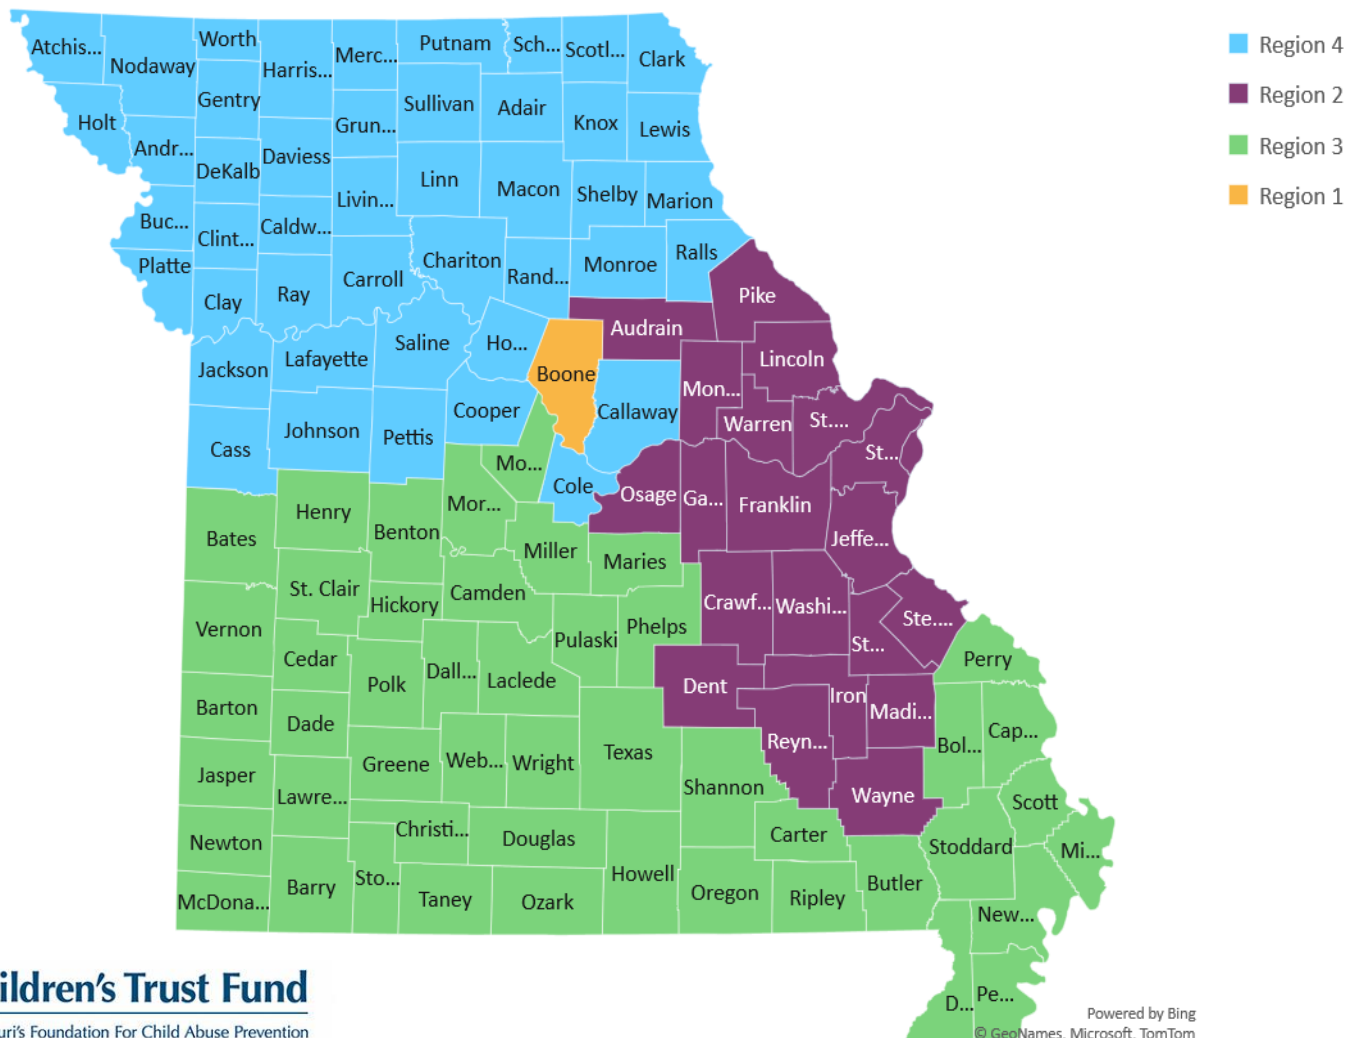 Region 4
Region 2
Region 3
Region 1
Atchis...
Nodaway
Worth
Harris...
Merc...
Putnam
Sch...
Scotl...
Clark
Holt
Andr...
Gentry
DeKalb
Daviess
Grun...
Sullivan
Adair
Knox
Lewis
Buc...
Clint...
Caldw...
Livin...
Linn
Macon
Shelby
Marion
Platte
Clay
Ray
Carroll
Chariton
Rand...
Monroe
Ralls
Pike
Jackson
Lafayette
Saline
Ho...
Boone
Audrain
Lincoln
Cass
Johnson
Pettis
Cooper
Callaway
Mon...
Warren
St....
St...
Bates
Henry
Benton
Mor...
Mo...
Cole
Osage
Ga...
Franklin
Jeffe...
Vernon
St. Clair
Hickory
Camden
Miller
Maries
Crawf...
Washi...
St...
Ste....
Cedar
Polk
Dall...
Laclede
Pulaski
Phelps
Dent
Iron
Madi...
Perry
Barton
Dade
Greene
Web...
Wright
Texas
Shannon
Reyn...
Wayne
Bol...
Cap...
Jasper
Lawre...
Christi...
Douglas
Howell
Carter
Butler
Stoddard
Scott
Mi...
Newton
McDona...
Barry
Sto...
Taney
Ozark
Oregon
Ripley
New...
D...
Pe...
ildren's Trust Fund
uri's Foundation For Child Abuse Prevention
Powered by Bing
© GeoNames, Microsoft, TomTom